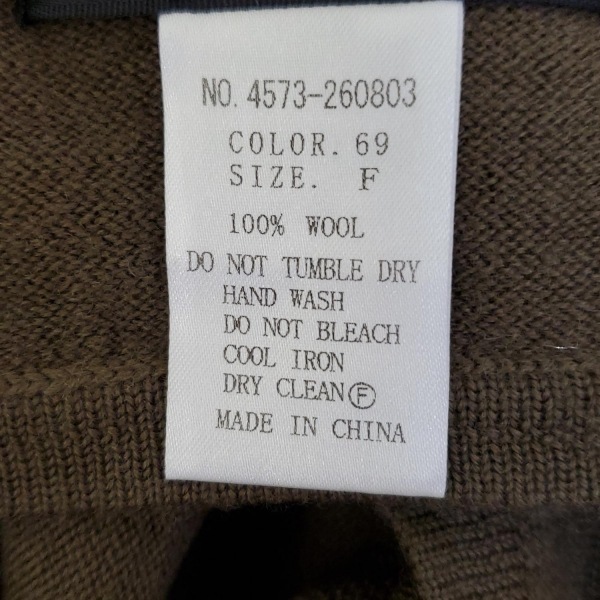 NO. 4573-260803
COLOR. 69
SIZE. F
100% WOOL
DO NOT TUMBLE DRY
HAND WASH
DO NOT BLEACH
COOL IRON
DRY CLEANⒻ
MADE IN CHINA